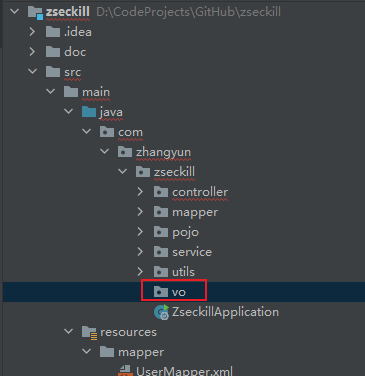 zseckill D:\CodeProjects\GitHub\zseckill
.idea
doc
src
main
java
com
zhangyun
zseckill
controller
mapper
pojo
service
utils
vo
ZseckillApplication
resources
mapper
UserMapper.xml